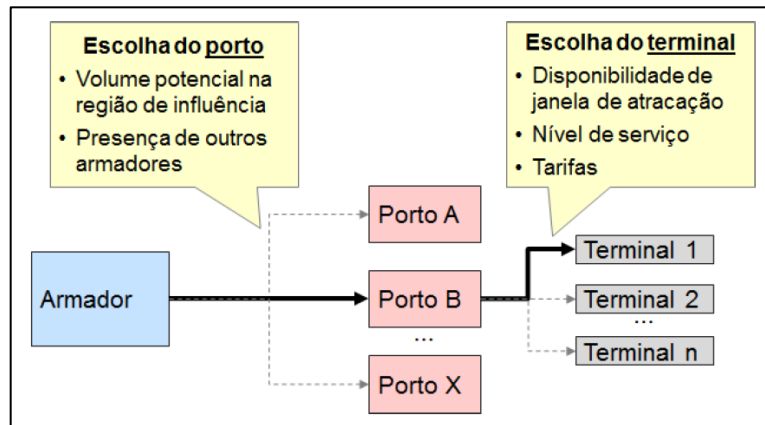 Escolha do porto
• Volume potencial na
região de influência
• Presença de outros
armadores
Escolha do terminal
• Disponibilidade de
janela de atracação
• Nível de serviço
• Tarifas
Armador
Porto A
Porto B
...
Porto X
Terminal 1
Terminal 2
...
Terminal n